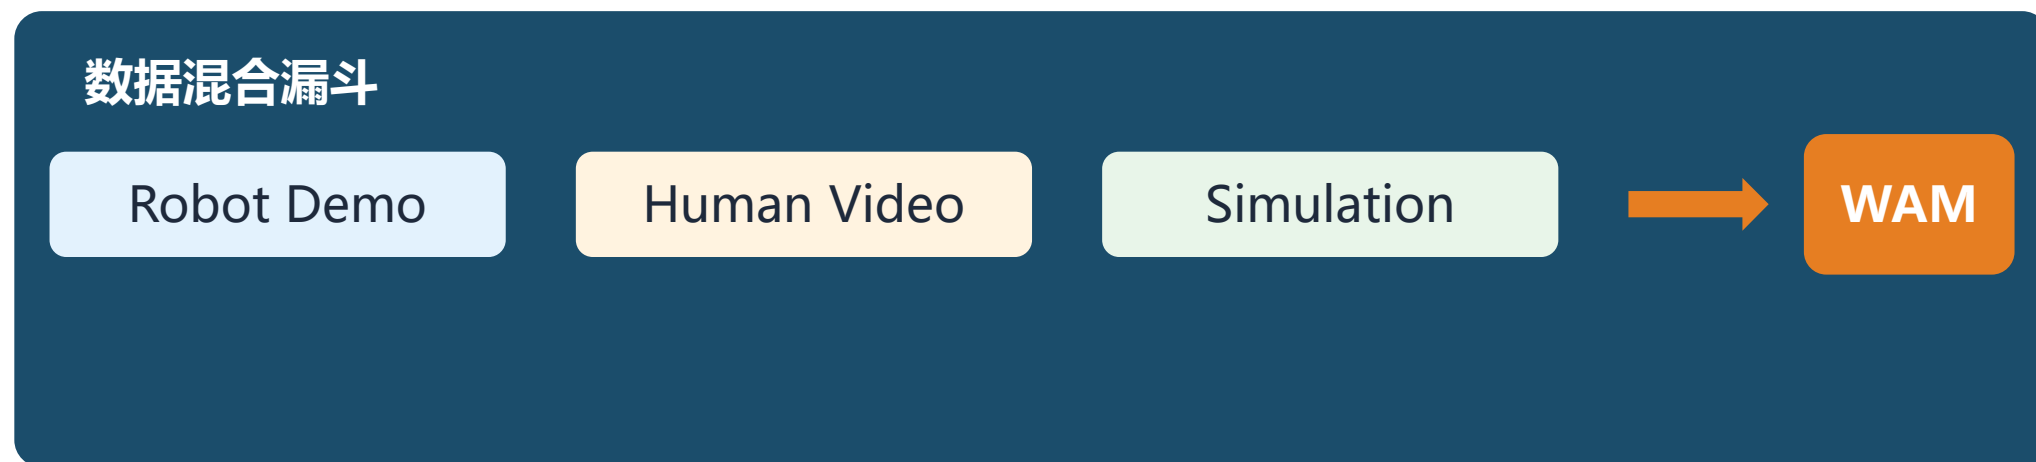 数据混合漏斗
Robot Demo
Human Video
Simulation
WAM